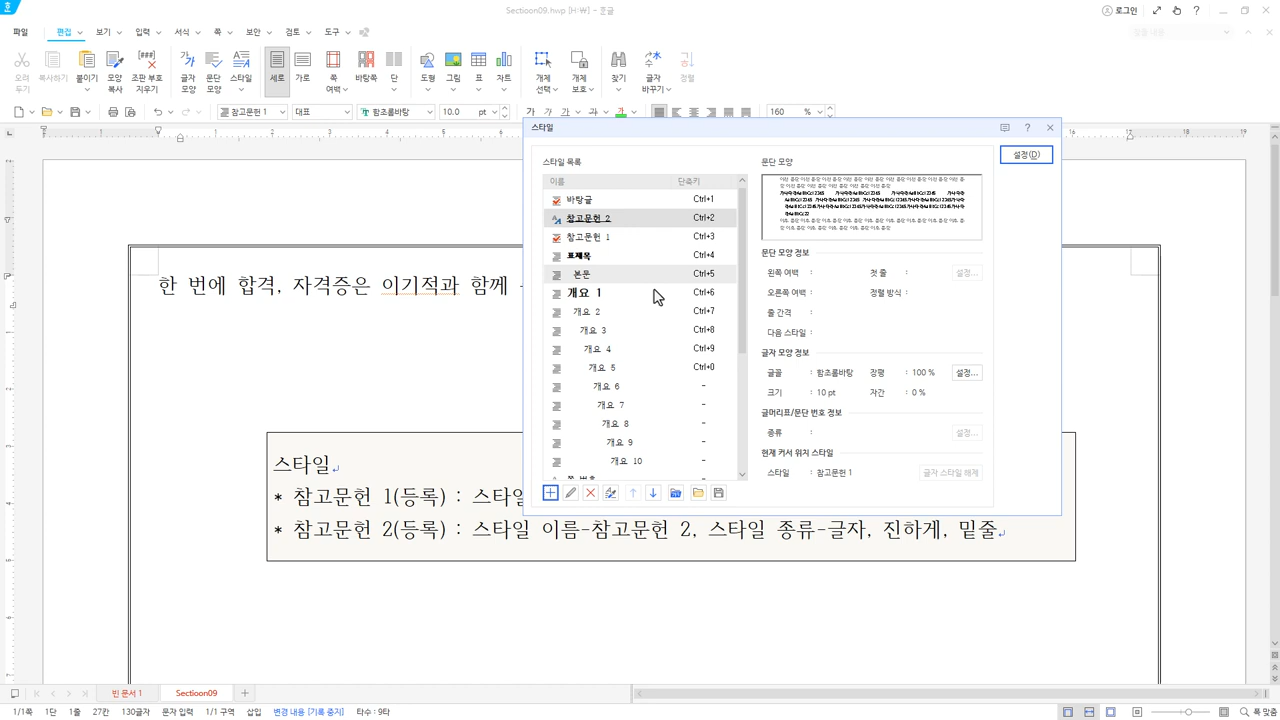 Sectioon09.hwp [H:\] - 호글
로그인
파일 편집 보기 입력 서식 쪽 보안 검토 도구
오려 두기 복사하기 붙이기 모양 복사 조판 부호 지우기 글자 모양 문단 모양 스타일 세로 가로 쪽 여백 바탕쪽 단 도형 그림 표 차트 개체 선택 개체 보호 찾기 글자 바꾸기 정렬
참고문헌 1 대표 함초롬바탕 10.0 pt 가 가 가 가 가 160 %
스타일
설정(D)
스타일 목록
이름 단축키
바탕글 Ctrl+1
참고문헌 2 Ctrl+2
참고문헌 1 Ctrl+3
표제목 Ctrl+4
본문 Ctrl+5
개요 1 Ctrl+6
개요 2 Ctrl+7
개요 3 Ctrl+8
개요 4 Ctrl+9
개요 5 Ctrl+0
개요 6 -
개요 7 -
개요 8 -
개요 9 -
개요 10 -
문단 모양
문단 모양 정보
왼쪽 여백 : 첫 줄 : 설정...
오른쪽 여백 : 정렬 방식 :
줄 간격 :
다음 스타일 :
글자 모양 정보
글꼴 : 함초롬바탕 장평 : 100 % 설정...
크기 : 10 pt 자간 : 0 %
글머리표/문단 번호 정보
종류 : 설정...
현재 커서 위치 스타일
스타일 : 참고문헌 1 글자 스타일 해제
한 번에 합격, 자격증은 이기적과 함께
스타일
* 참고문헌 1(등록) : 스타일
* 참고문헌 2(등록) : 스타일 이름-참고문헌 2, 스타일 종류-글자, 진하게, 밑줄
빈 문서 1 Sectioon09
1/1쪽 1단 1줄 27칸 130글자 문자 입력 1/1 구역 삽입 변경 내용 [기록 중지] 타수 : 9타 폭 맞춤